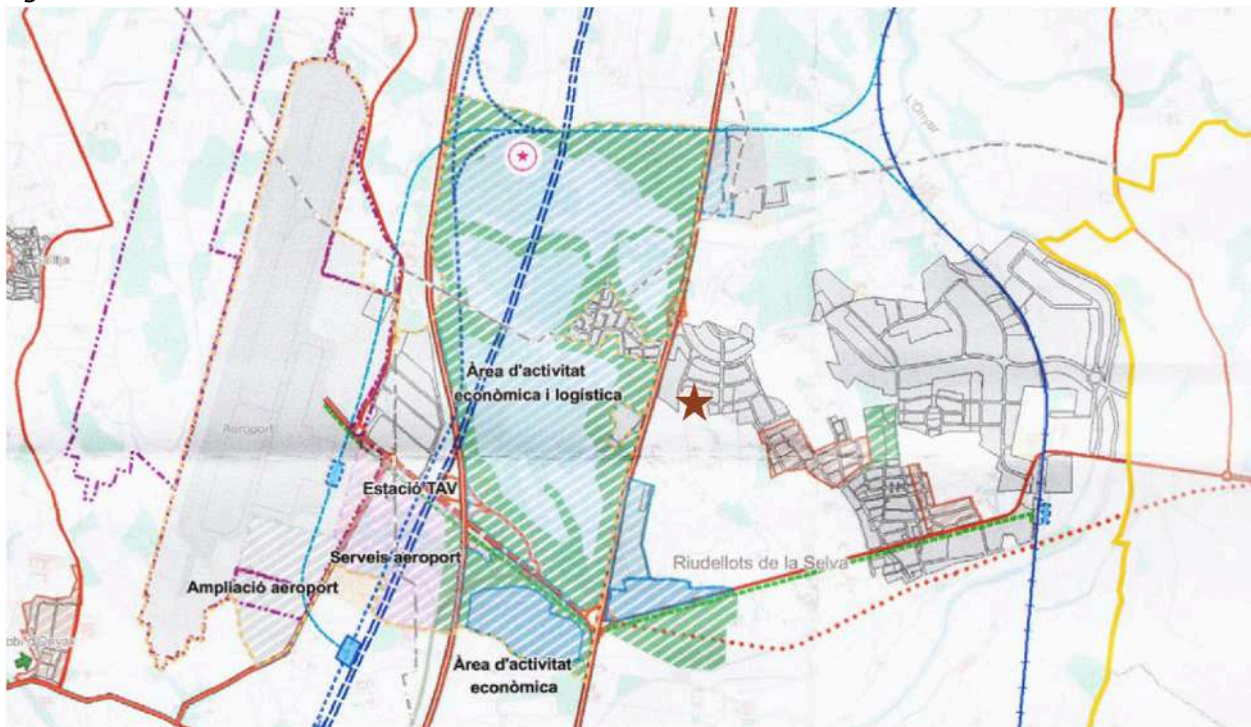 L'Onyar
Àrea d'activitat
econòmica i logística
Aeroport
Estació TAV
Serveis aeroport
Riudellots de la Selva
Ampliació aeroport
Àrea d'activitat
econòmica